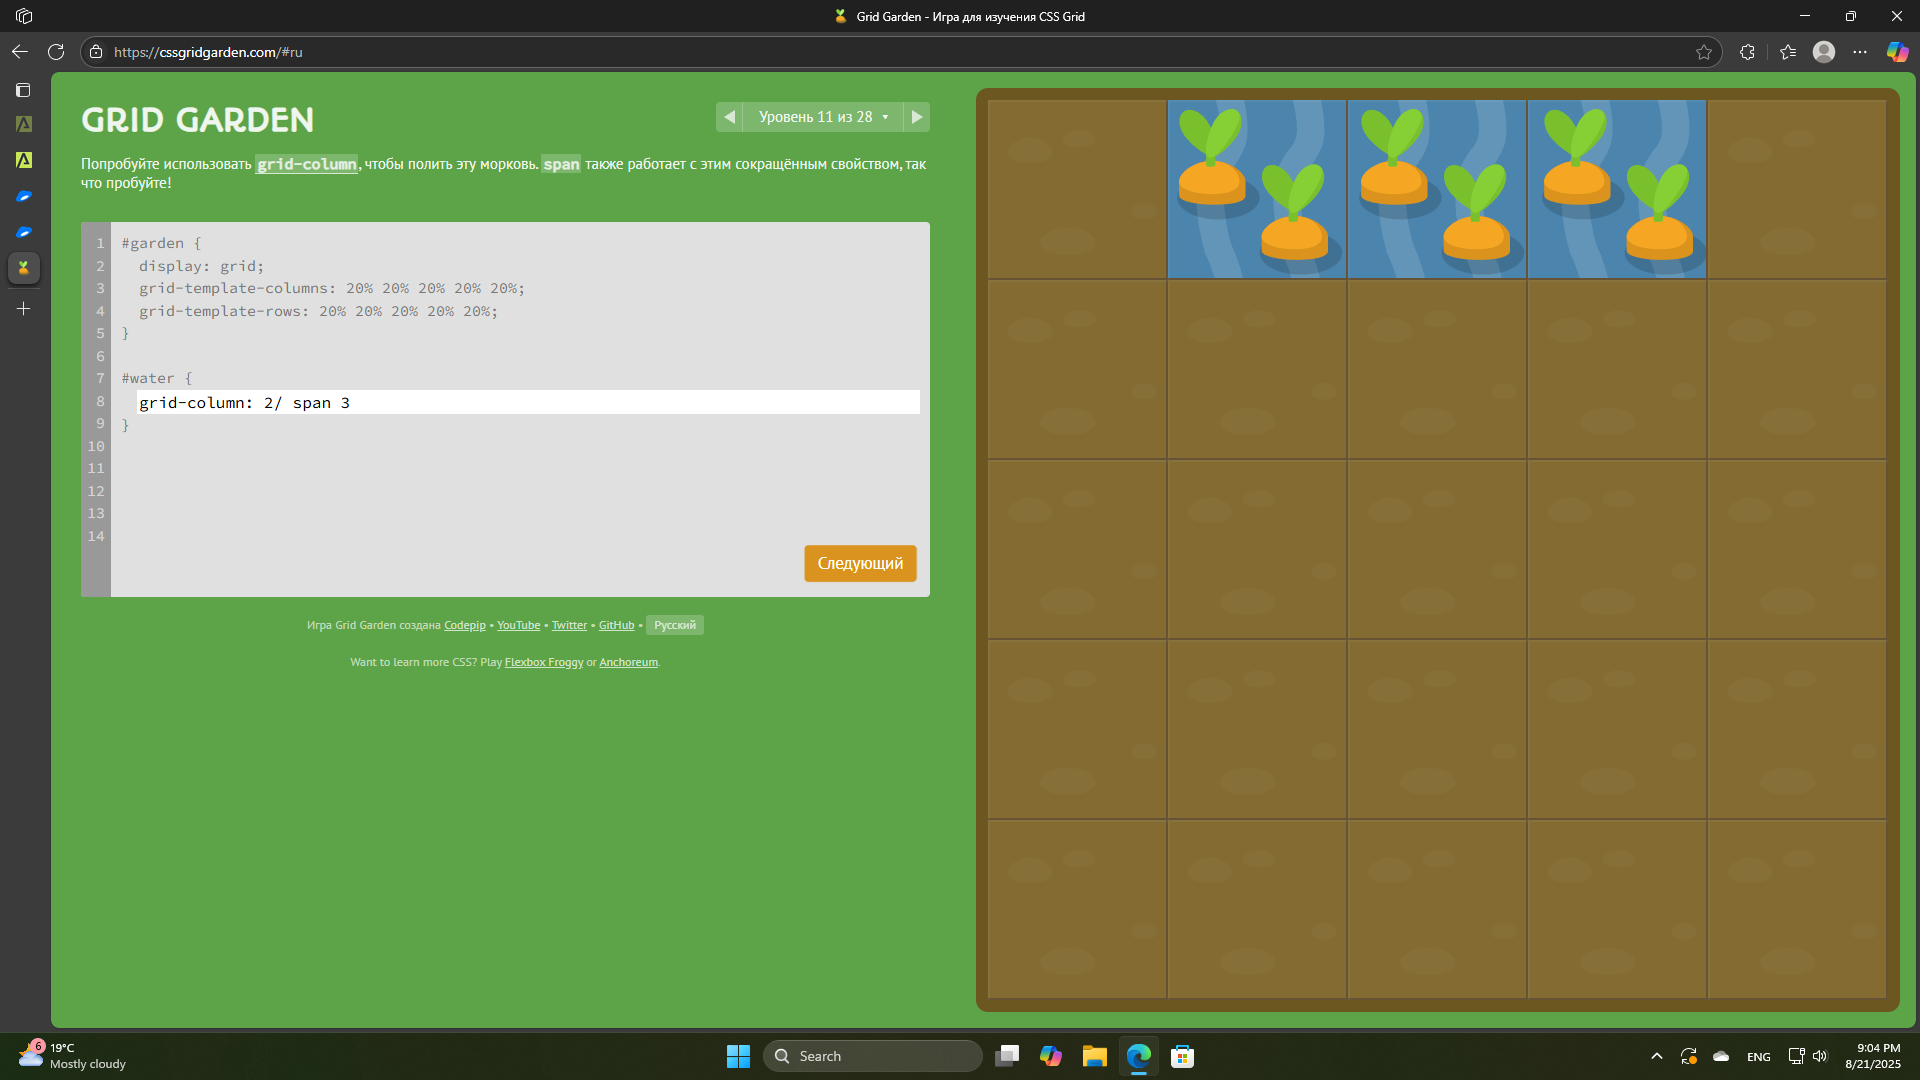 Grid Garden - Игра для изучения CSS Grid
https://cssgridgarden.com/#ru
GRID GARDEN
Уровень 11 из 28
Попробуйте использовать grid-column, чтобы полить эту морковь. span также работает с этим сокращённым свойством, так
что пробуйте!
1 #garden {
2 display: grid;
3 grid-template-columns: 20% 20% 20% 20% 20%;
4 grid-template-rows: 20% 20% 20% 20% 20%;
5 }
6
7 #water {
8 grid-column: 2/ span 3
9 }
10
11
12
13
14
Следующий
Игра Grid Garden создана Codepip • YouTube • Twitter • GitHub • Русский
Want to learn more CSS? Play Flexbox Froggy or Anchoreum.
6
19°C
Mostly cloudy
Search
ENG
9:04 PM
8/21/2025